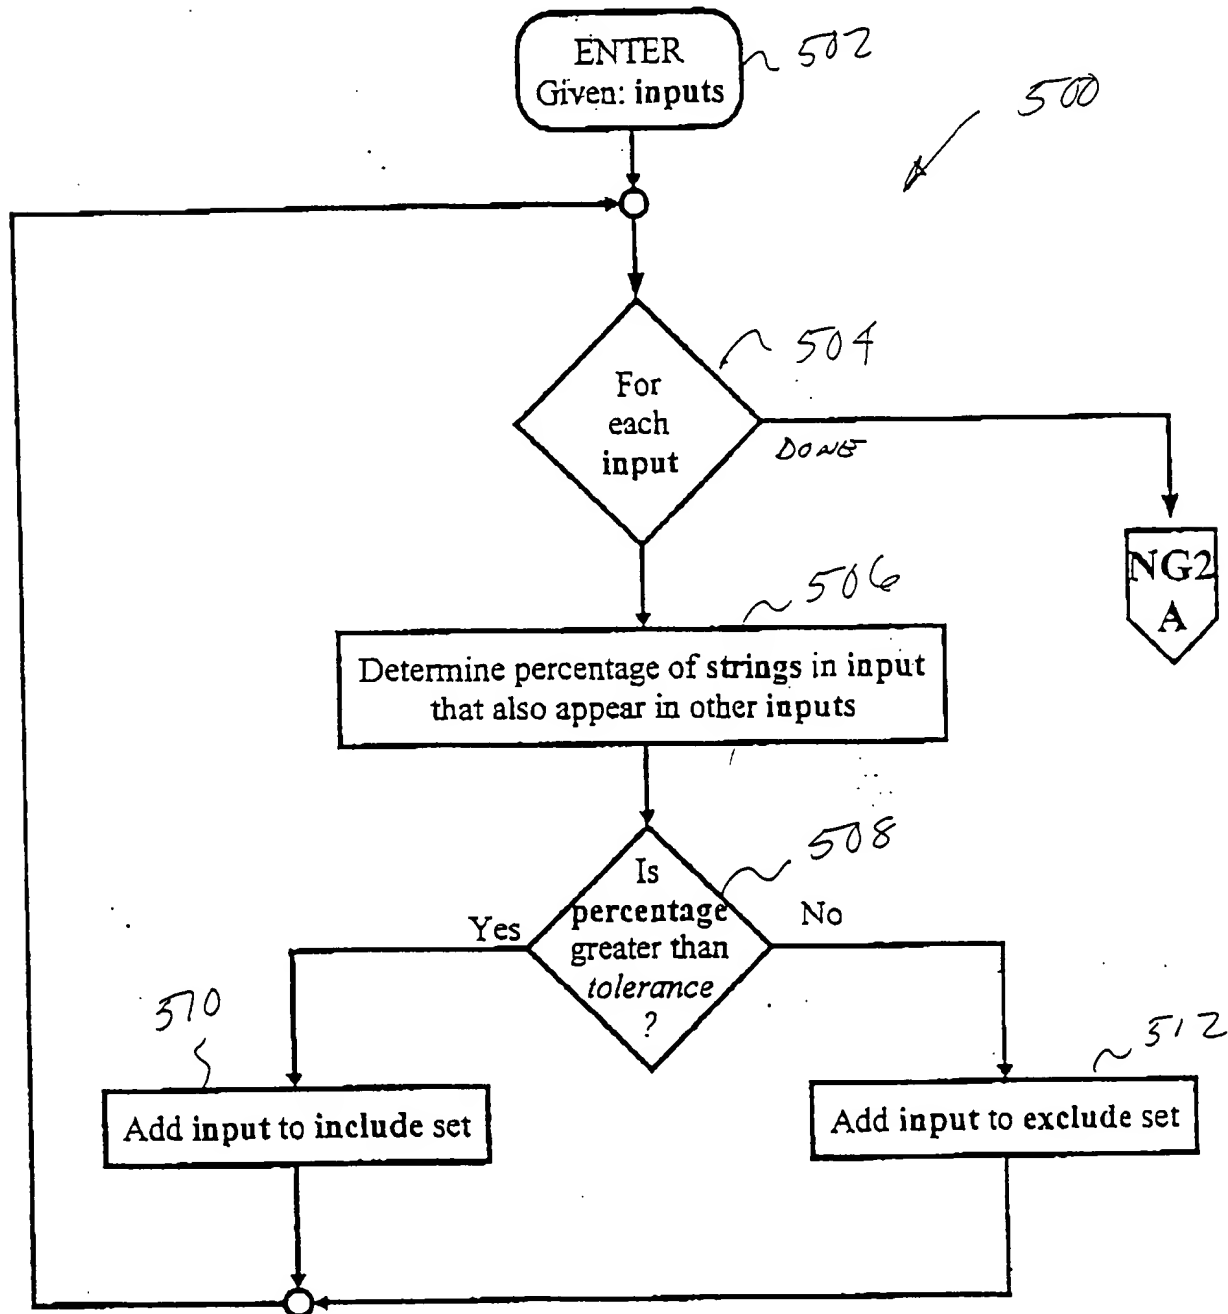 ENTER
Given: inputs
502
500
For
each
input
504
DONE
NG2
A
506
Determine percentage of strings in input
that also appear in other inputs
508
Is
percentage
greater than
tolerance
?
Yes
No
510
512
Add input to include set
Add input to exclude set